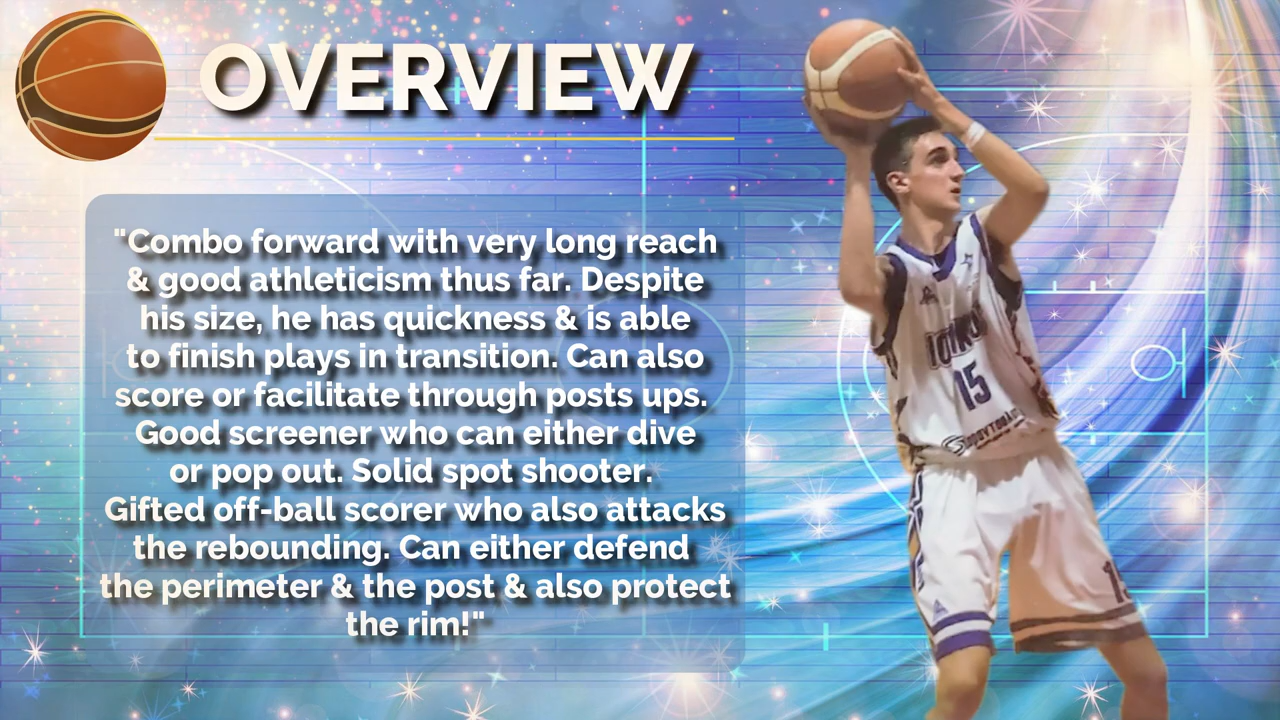 OVERVIEW
"Combo forward with very long reach
& good athleticism thus far. Despite
his size, he has quickness & is able
to finish plays in transition. Can also
score or facilitate through posts ups.
Good screener who can either dive
or pop out. Solid spot shooter.
Gifted off-ball scorer who also attacks
the rebounding. Can either defend
the perimeter & the post & also protect
the rim!"
15